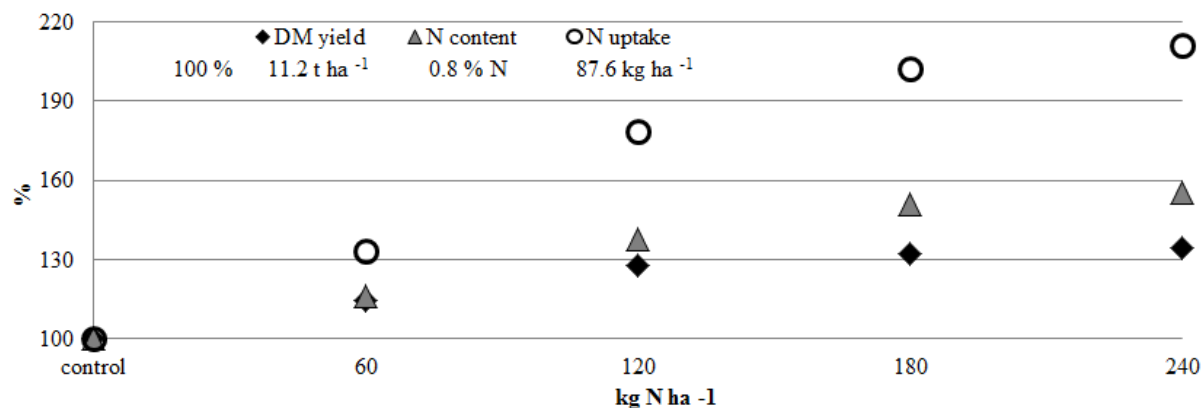 220
DM yield N content N uptake
100 % 11.2 t ha -1 0.8 % N 87.6 kg ha -1
190
160
%
130
100
control 60 120 180 240
kg N ha -1